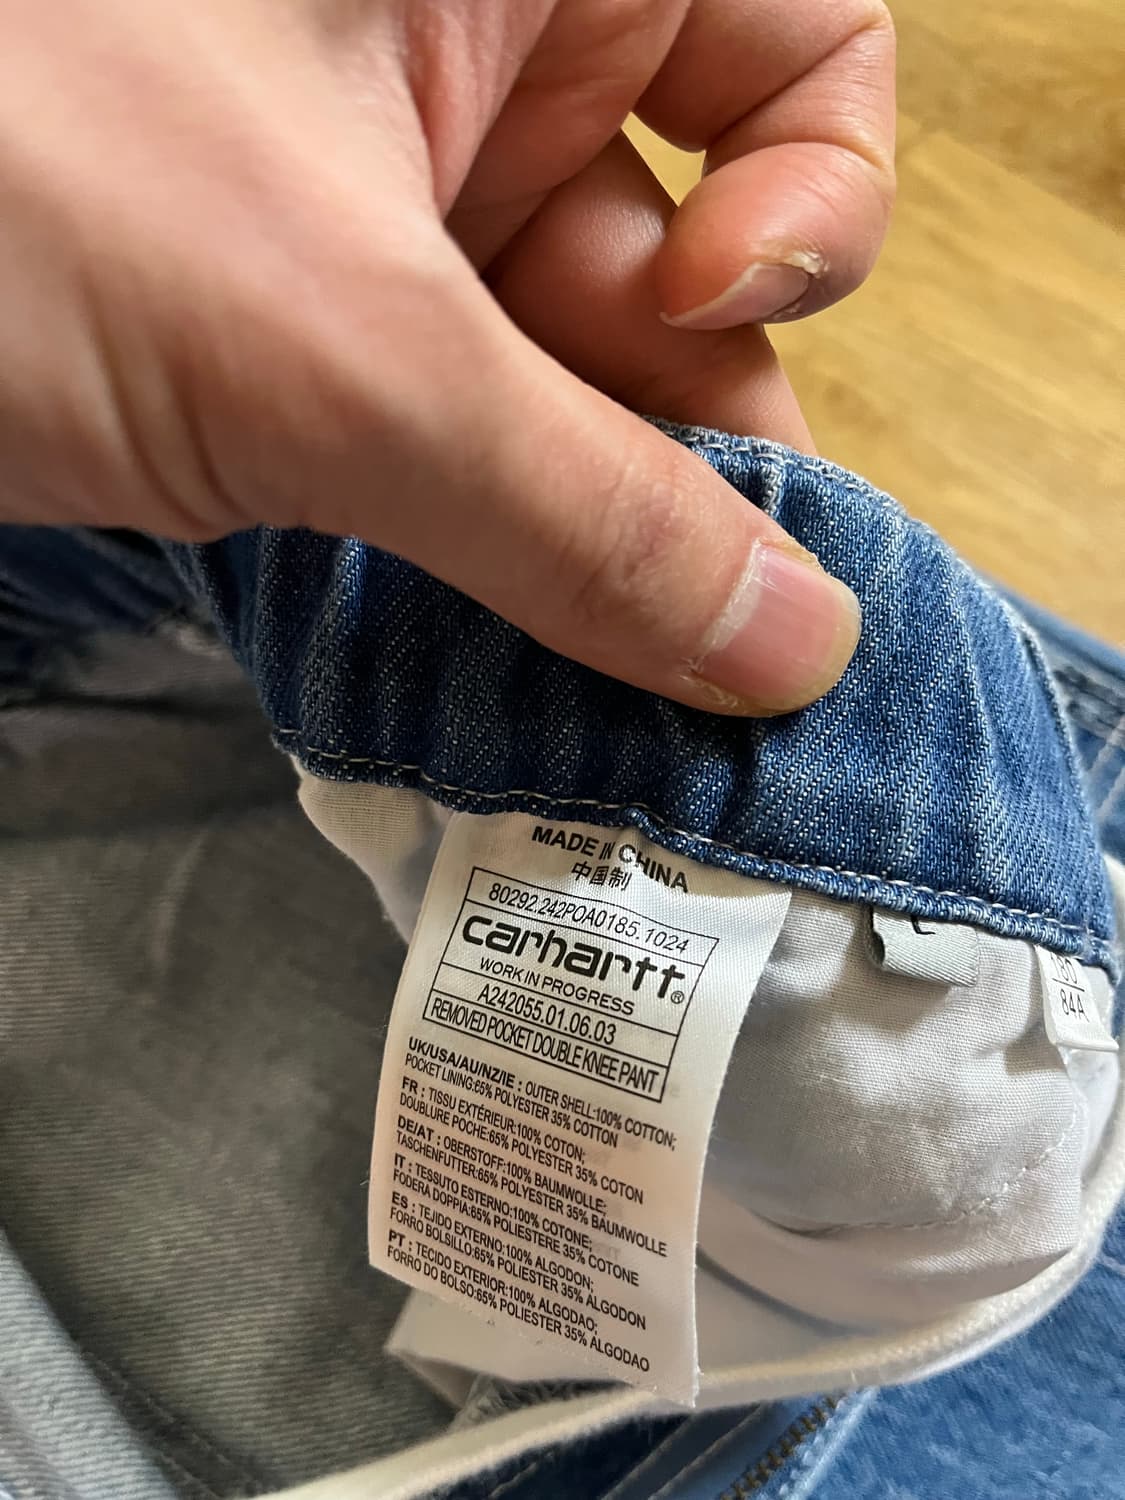 MADE IN CHINA
中国制
80292.242POA0185.1024
carhartt®
WORK IN PROGRESS
A242055.01.06.03
REMOVED POCKET DOUBLE KNEE PANT
UK/USA/AU/NZ/IE : OUTER SHELL:100% COTTON;
POCKET LINING:65% POLYESTER 35% COTTON
FR : TISSU EXTÉRIEUR:100% COTON;
DOUBLURE POCHE:65% POLYESTER 35% COTON
DE/AT : OBERSTOFF:100% BAUMWOLLE:
TASCHENFUTTER:65% POLYESTER 35% BAUMWOLLE
IT : TESSUTO ESTERNO:100% COTONE;
FODERA DOPPIA:65% POLIESTERE 35% COTONE
ES : TEJIDO EXTERNO:100% ALGODON;
FORRO BOLSILLO:65% POLIESTER 35% ALGODON
PT : TECIDO EXTERIOR:100% ALGODAO;
FORRO DO BOLSO:65% POLIESTER 35% ALGODAO
84A